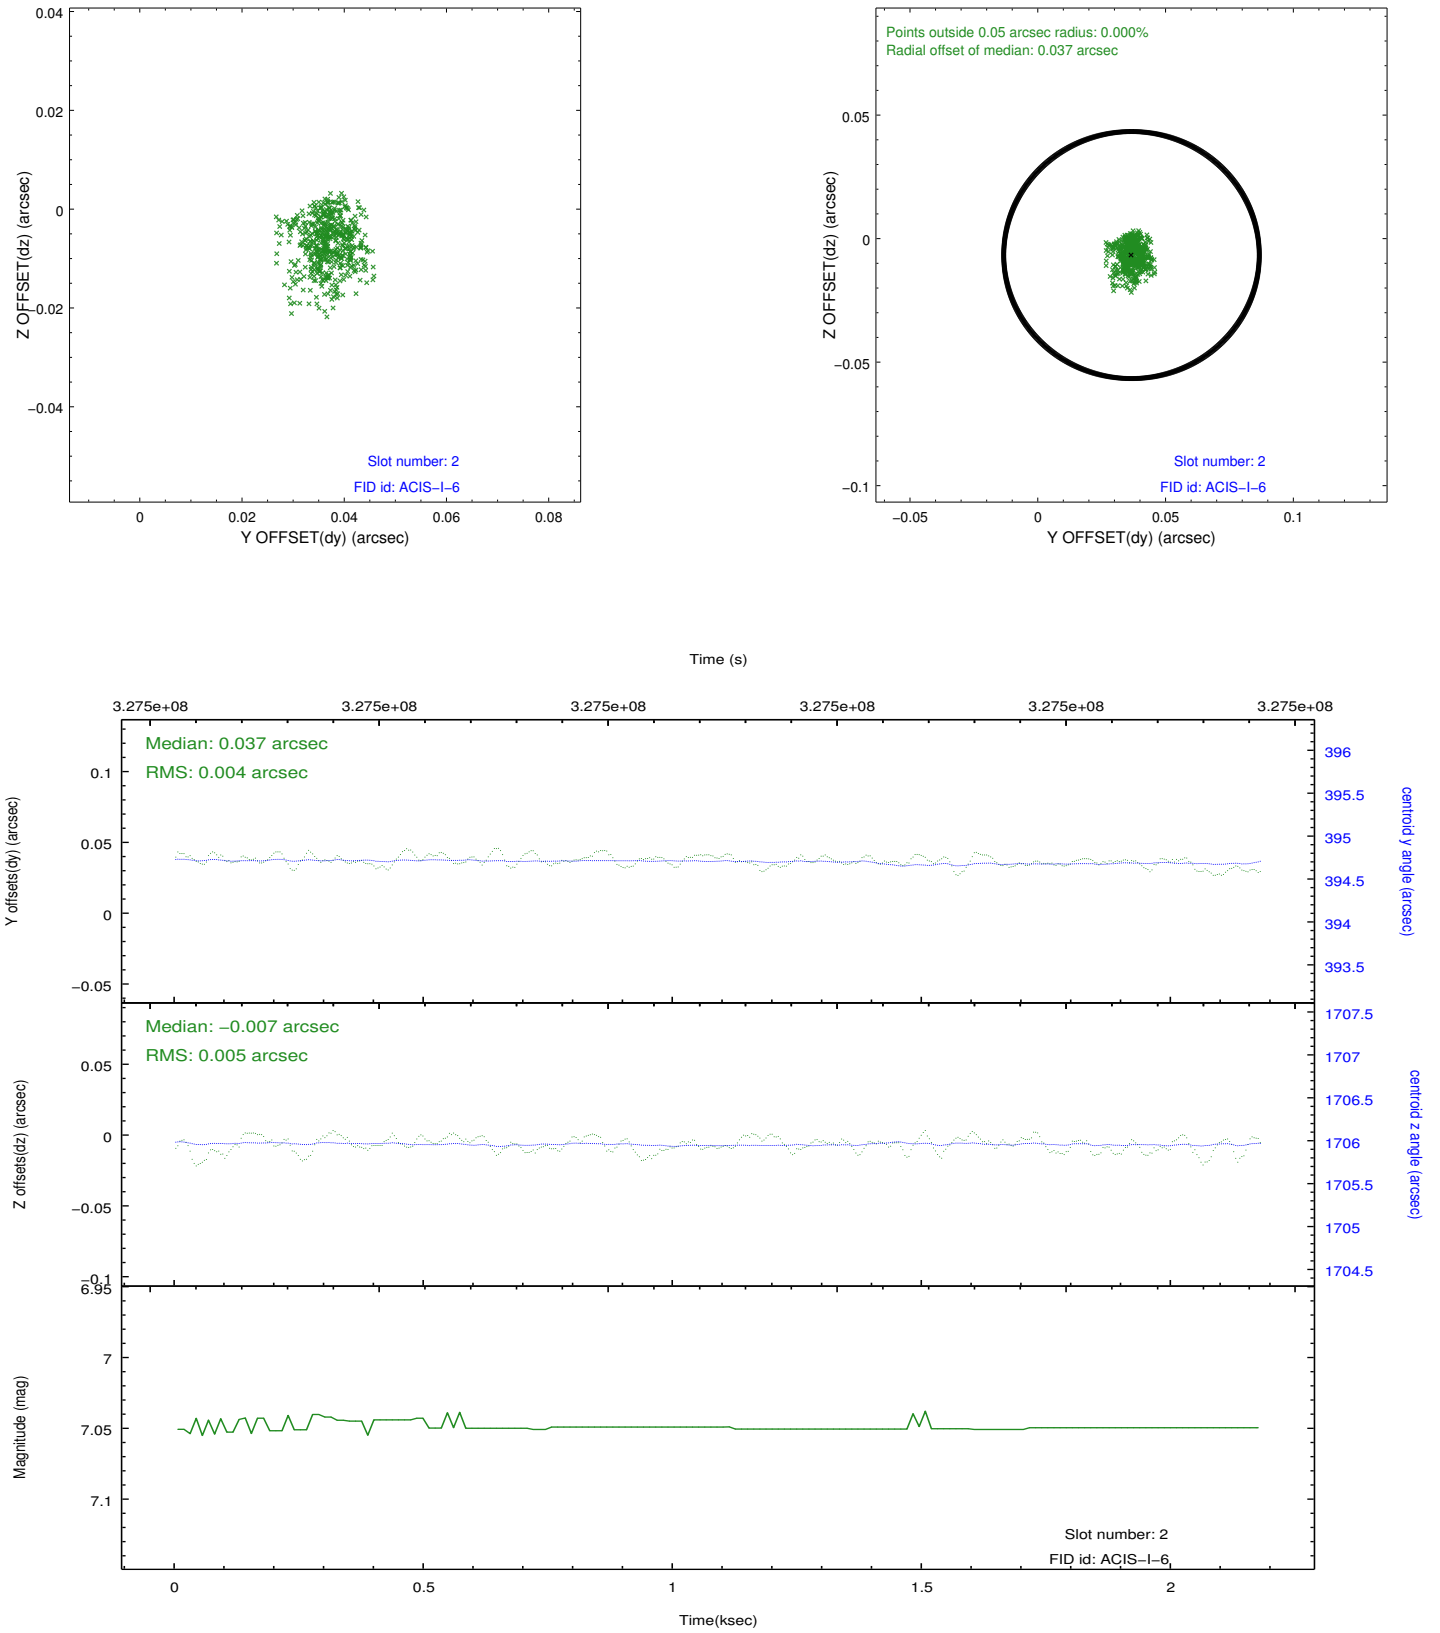 0.04
0.02
0
−0.02
−0.04
Z OFFSET(dz) (arcsec)
Slot number: 2
FID id: ACIS−I−6
0 0.02 0.04 0.06 0.08
Y OFFSET(dy) (arcsec)
Points outside 0.05 arcsec radius: 0.000%
Radial offset of median: 0.037 arcsec
0.05
0
−0.05
−0.1
Z OFFSET(dz) (arcsec)
Slot number: 2
FID id: ACIS−I−6
−0.05 0 0.05 0.1
Y OFFSET(dy) (arcsec)
Time (s)
3.275e+08 3.275e+08 3.275e+08 3.275e+08 3.275e+08 3.275e+08
Median: 0.037 arcsec
RMS: 0.004 arcsec
0.1
0.05
0
−0.05
Y offsets(dy) (arcsec)
396
395.5
395
394.5
394
393.5
centroid y angle (arcsec)
Median: −0.007 arcsec
RMS: 0.005 arcsec
0.05
0
−0.05
−0.1
Z offsets(dz) (arcsec)
1707.5
1707
1706.5
1706
1705.5
1705
1704.5
centroid z angle (arcsec)
6.95
7
7.05
7.1
Magnitude (mag)
Slot number: 2
FID id: ACIS−I−6
0 0.5 1 1.5 2
Time(ksec)